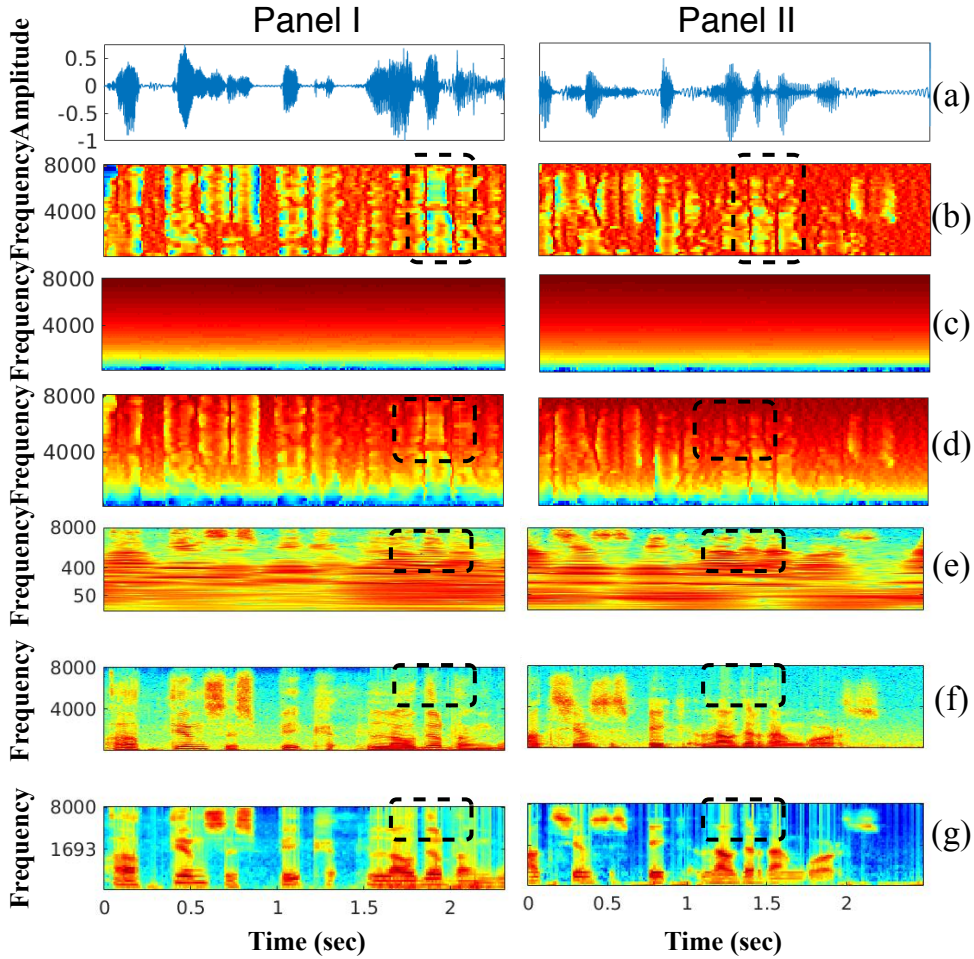 Panel I Panel II
Amplitude 0.5 0 -0.5 -1 (a)
Frequency 8000 4000 (b)
Frequency 8000 4000 (c)
Frequency 8000 4000 (d)
Frequency 8000 400 50 (e)
Frequency 8000 4000 (f)
Frequency 8000 1693 (g)
0 0.5 1 1.5 2 0 0.5 1 1.5 2
Time (sec) Time (sec)